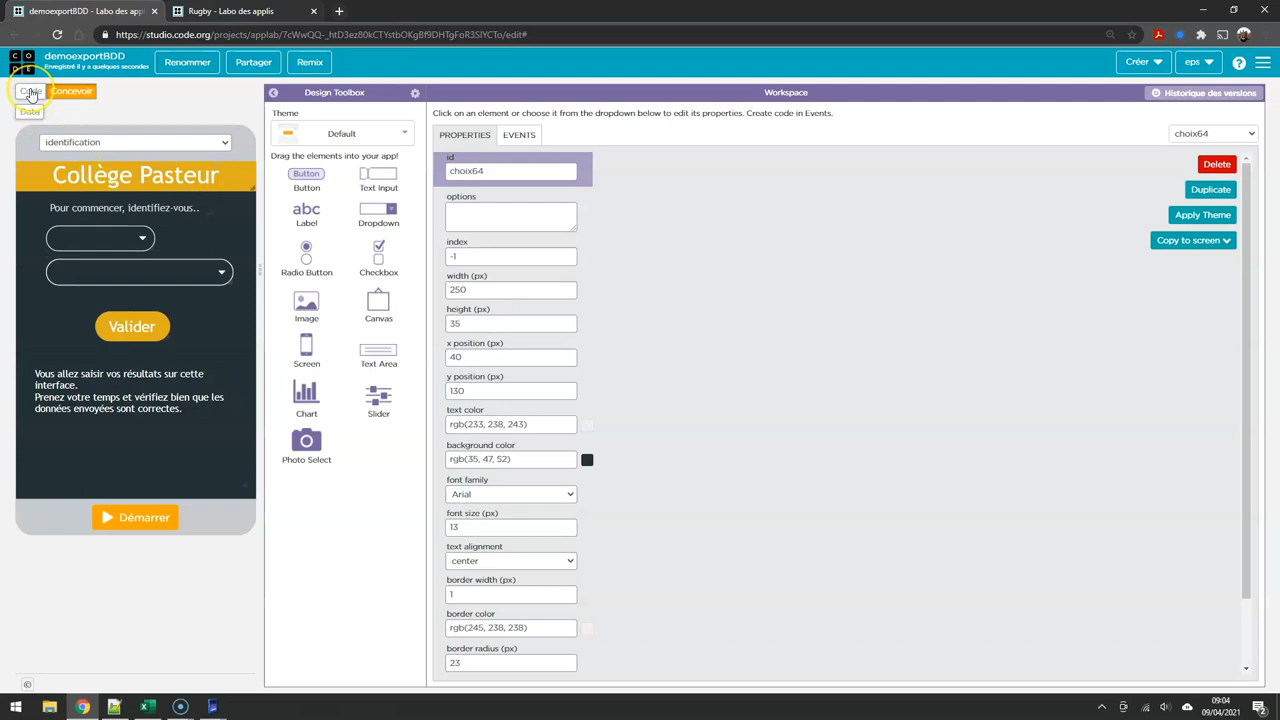 demoexportBDD - Labo des appl
Rugby - Labo des applis
https://studio.code.org/projects/applab/7cWwQQ-_htD3ez80kCTYstbOKgBf9DHTgFoR3SIYCTo/edit#
C O
D E
demoexportBDD
Enregistré il y a quelques secondes
Renommer
Partager
Remix
Créer
eps
Code
Concevoir
Data
Design Toolbox
Workspace
Historique des versions
Theme
Click on an element or choose it from the dropdown below to edit its properties. Create code in Events.
Default
PROPERTIES
EVENTS
choix64
identification
Drag the elements into your app!
id
choix64
Delete
Collège Pasteur
Button
Button
Text Input
Duplicate
options
Pour commencer, identifiez-vous..
abc
Label
Dropdown
Apply Theme
Copy to screen
index
-1
Radio Button
Checkbox
width (px)
250
Image
Canvas
height (px)
35
Valider
x position (px)
40
Screen
Text Area
Vous allez saisir vos résultats sur cette
interface.
Prenez votre temps et vérifiez bien que les
données envoyées sont correctes.
y position (px)
130
Chart
Slider
text color
rgb(233, 238, 243)
Photo Select
background color
rgb(35, 47, 52)
font family
Arial
font size (px)
13
Démarrer
text alignment
center
border width (px)
1
border color
rgb(245, 238, 238)
border radius (px)
23
©
09:04
09/04/2021
2